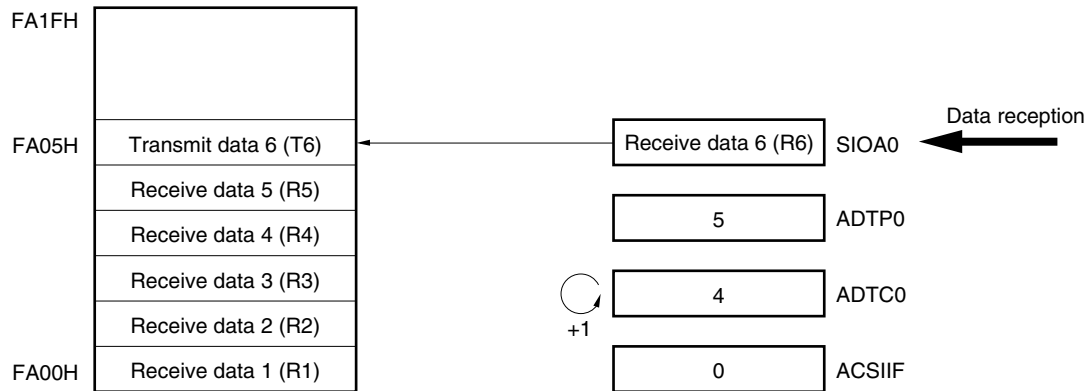 FA1FH
FA05H
Transmit data 6 (T6)
Receive data 6 (R6)
SIOA0
Data reception
Receive data 5 (R5)
Receive data 4 (R4)
5
ADTP0
Receive data 3 (R3)
4
ADTC0
+1
Receive data 2 (R2)
FA00H
Receive data 1 (R1)
0
ACSIIF